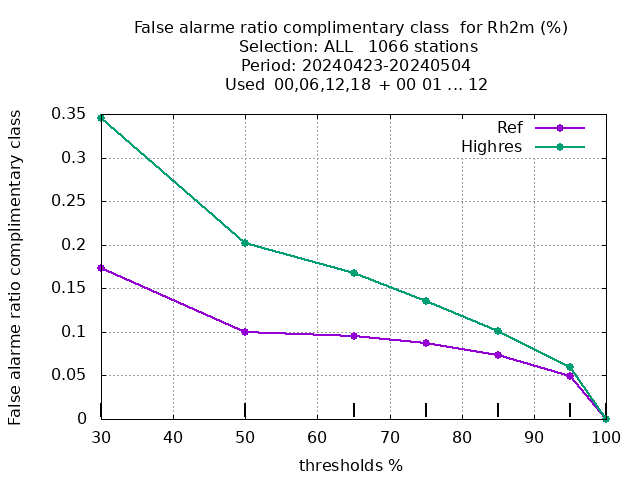 False alarme ratio complimentary class  for Rh2m (%)
Selection: ALL   1066 stations
Period: 20240423-20240504
Used  00,06,12,18  + 00 01 ... 12
False alarme ratio complimentary class
0.35
0.3
0.25
0.2
0.15
0.1
0.05
0
Ref
Highres
30 40 50 60 70 80 90 100
thresholds %